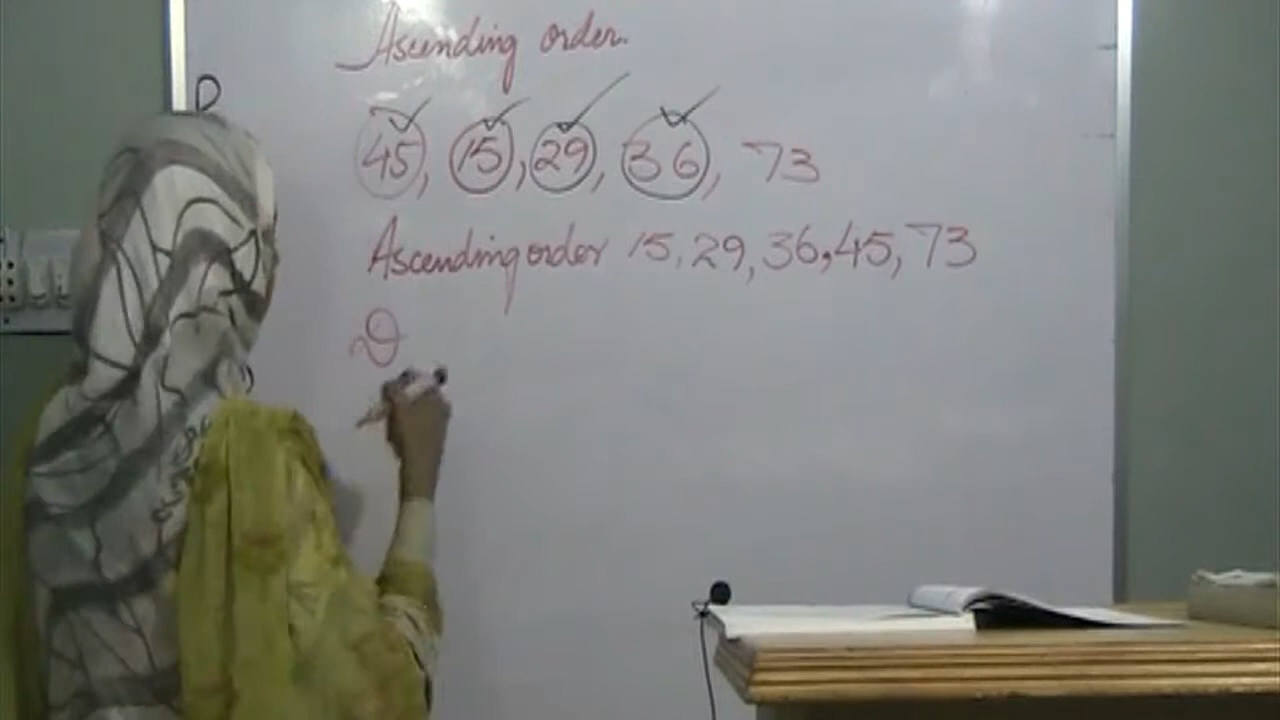 Ascending order.
45, 15, 29, 36, 73
Ascending order 15, 29, 36, 45, 73
D